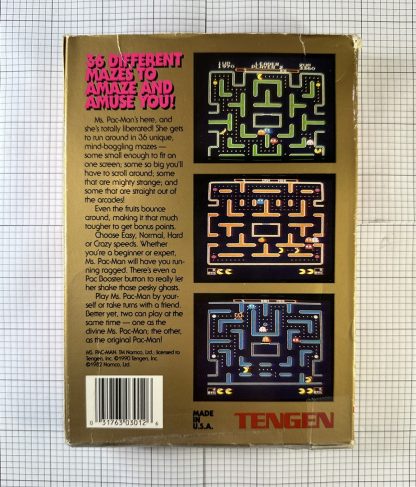 36 DIFFERENT
MAZES TO
AMAZE AND
AMUSE YOU!
Ms. Pac-Man's here, and
she's totally liberated! She gets
to run around in 36 unique,
mind-boggling mazes —
some small enough to fit on
one screen; some so big you'll
have to scroll around; some
that are mighty strange; and
some that are straight out of
the arcades!
Even the fruits bounce
around, making it that much
tougher to get bonus points.
Choose Easy, Normal, Hard
or Crazy speeds. Whether
you're a beginner or expert,
Ms. Pac-Man will have you run-
ning ragged. There's even a
Pac Booster button to really let
her shake those pesky ghosts.
Play Ms. Pac-Man by your-
self or take turns with a friend.
Better yet, two can play at the
same time — one as the
divine Ms. Pac-Man; the other,
as the original Pac-Man!
MS. PAC-MAN: TM Namco, Ltd.; licensed to
Tengen, Inc. ©1990 Tengen, Inc.
©1982 Namco, Ltd.
0 31763 03012 6
MADE
IN
U.S.A.
TENGEN